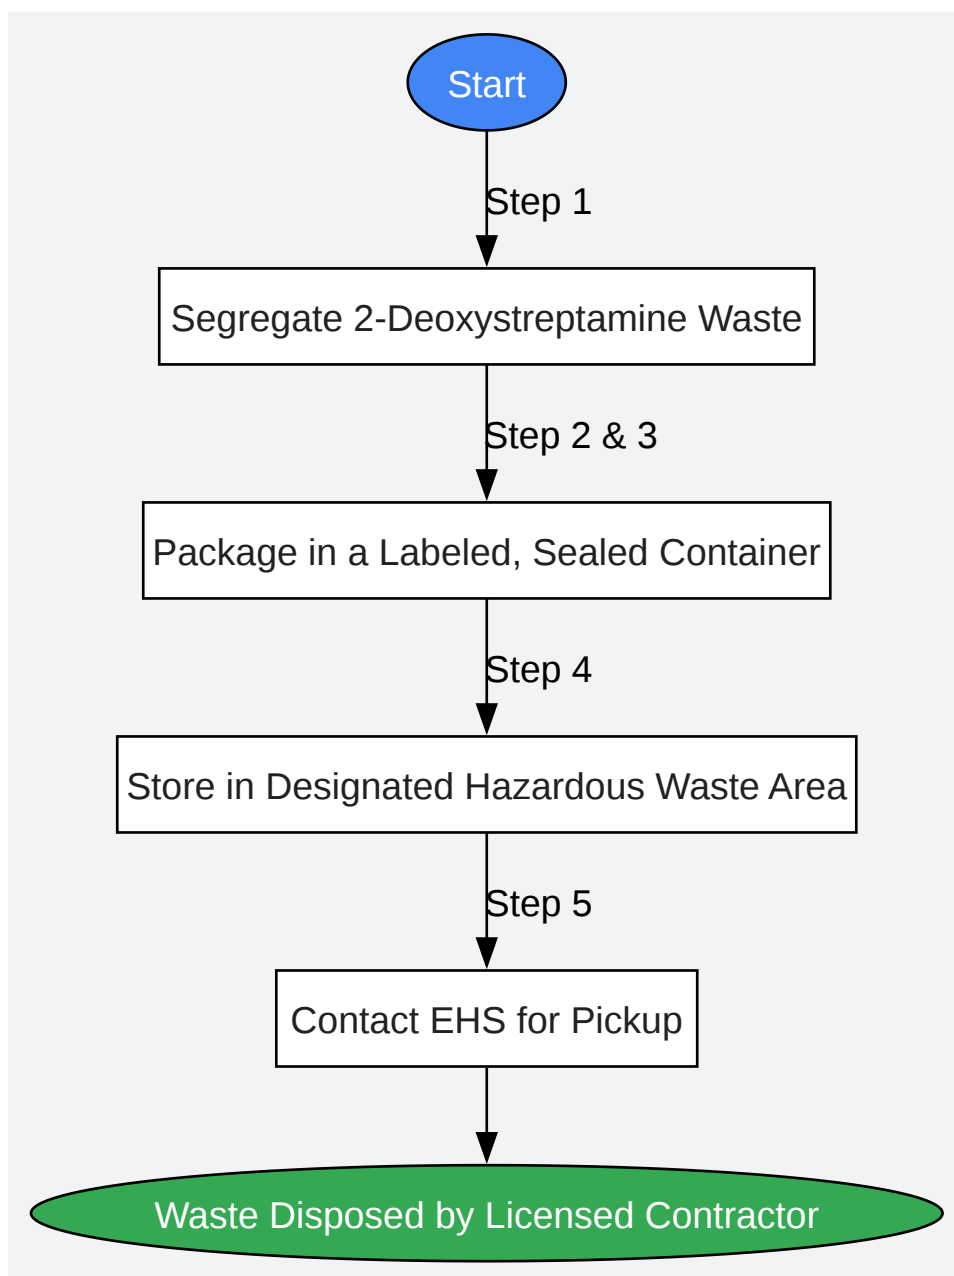 Start
Step 1
Segregate 2-Deoxystreptamine Waste
Step 2 & 3
Package in a Labeled, Sealed Container
Step 4
Store in Designated Hazardous Waste Area
Step 5
Contact EHS for Pickup
Waste Disposed by Licensed Contractor